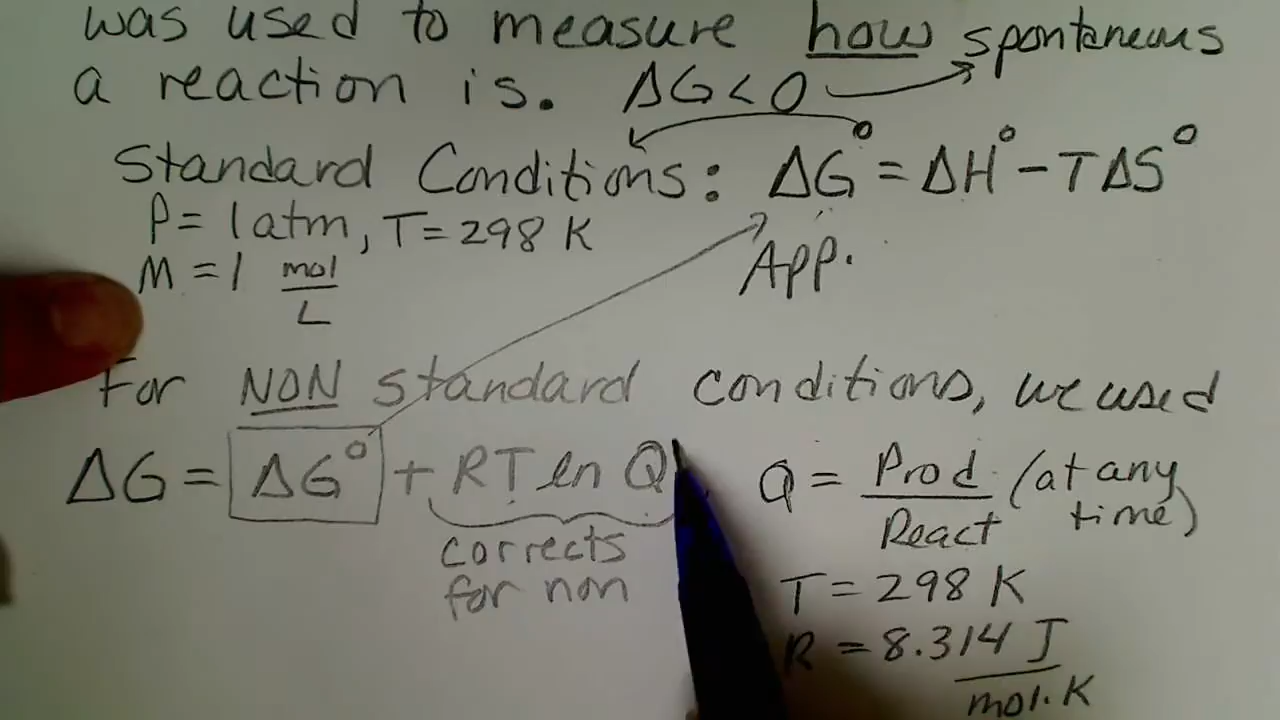 was used to measure how spontaneous
a reaction is. ΔG < 0
Standard Conditions: ΔG° = ΔH° - TΔS°
P = 1 atm, T = 298 K
M = 1 mol/L
App.
For NON standard conditions, we used
ΔG = ΔG° + RT ln Q
corrects
for non
Q = Prod/React (at any time)
T = 298 K
R = 8.314 J/mol·K